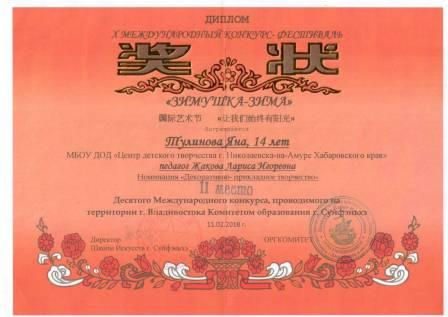 ДИПЛОМ
X МЕЖДУНАРОДНЫЙ КОНКУРС- ФЕСТИВАЛЬ
奖 状
«ЗИМУШКА-ЗИМА»
国际艺术节 «让我们始终有阳光»
Награждается
Тулинова Яна, 14 лет
МБОУ ДОД «Центр детского творчества г. Николаевска-на-Амуре Хабаровского края»
педагог Жакова Лариса Игоревна
Номинация «Декоративно- прикладное творчество»
II место
Десятого Международного конкурса, проводимого на
территории г. Владивостока Комитетом образования г. Суйфэньхэ
11.02.2018 г.
Директор ОРГКОМИТЕТ
Школы Искусств г. Суйфэньхэ